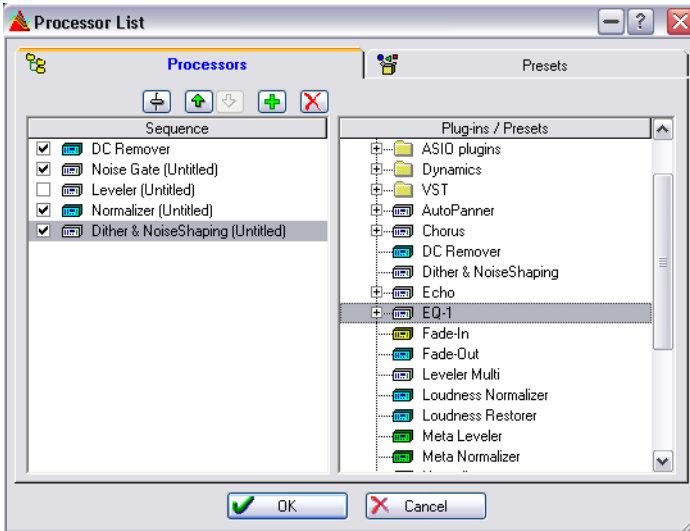 Processor List
Processors
Presets
Sequence
DC Remover
Noise Gate (Untitled)
Leveler (Untitled)
Normalizer (Untitled)
Dither & NoiseShaping (Untitled)
Plug-ins / Presets
ASIO plugins
Dynamics
VST
AutoPanner
Chorus
DC Remover
Dither & NoiseShaping
Echo
EQ-1
Fade-In
Fade-Out
Leveler Multi
Loudness Normalizer
Loudness Restorer
Meta Leveler
Meta Normalizer
OK
Cancel